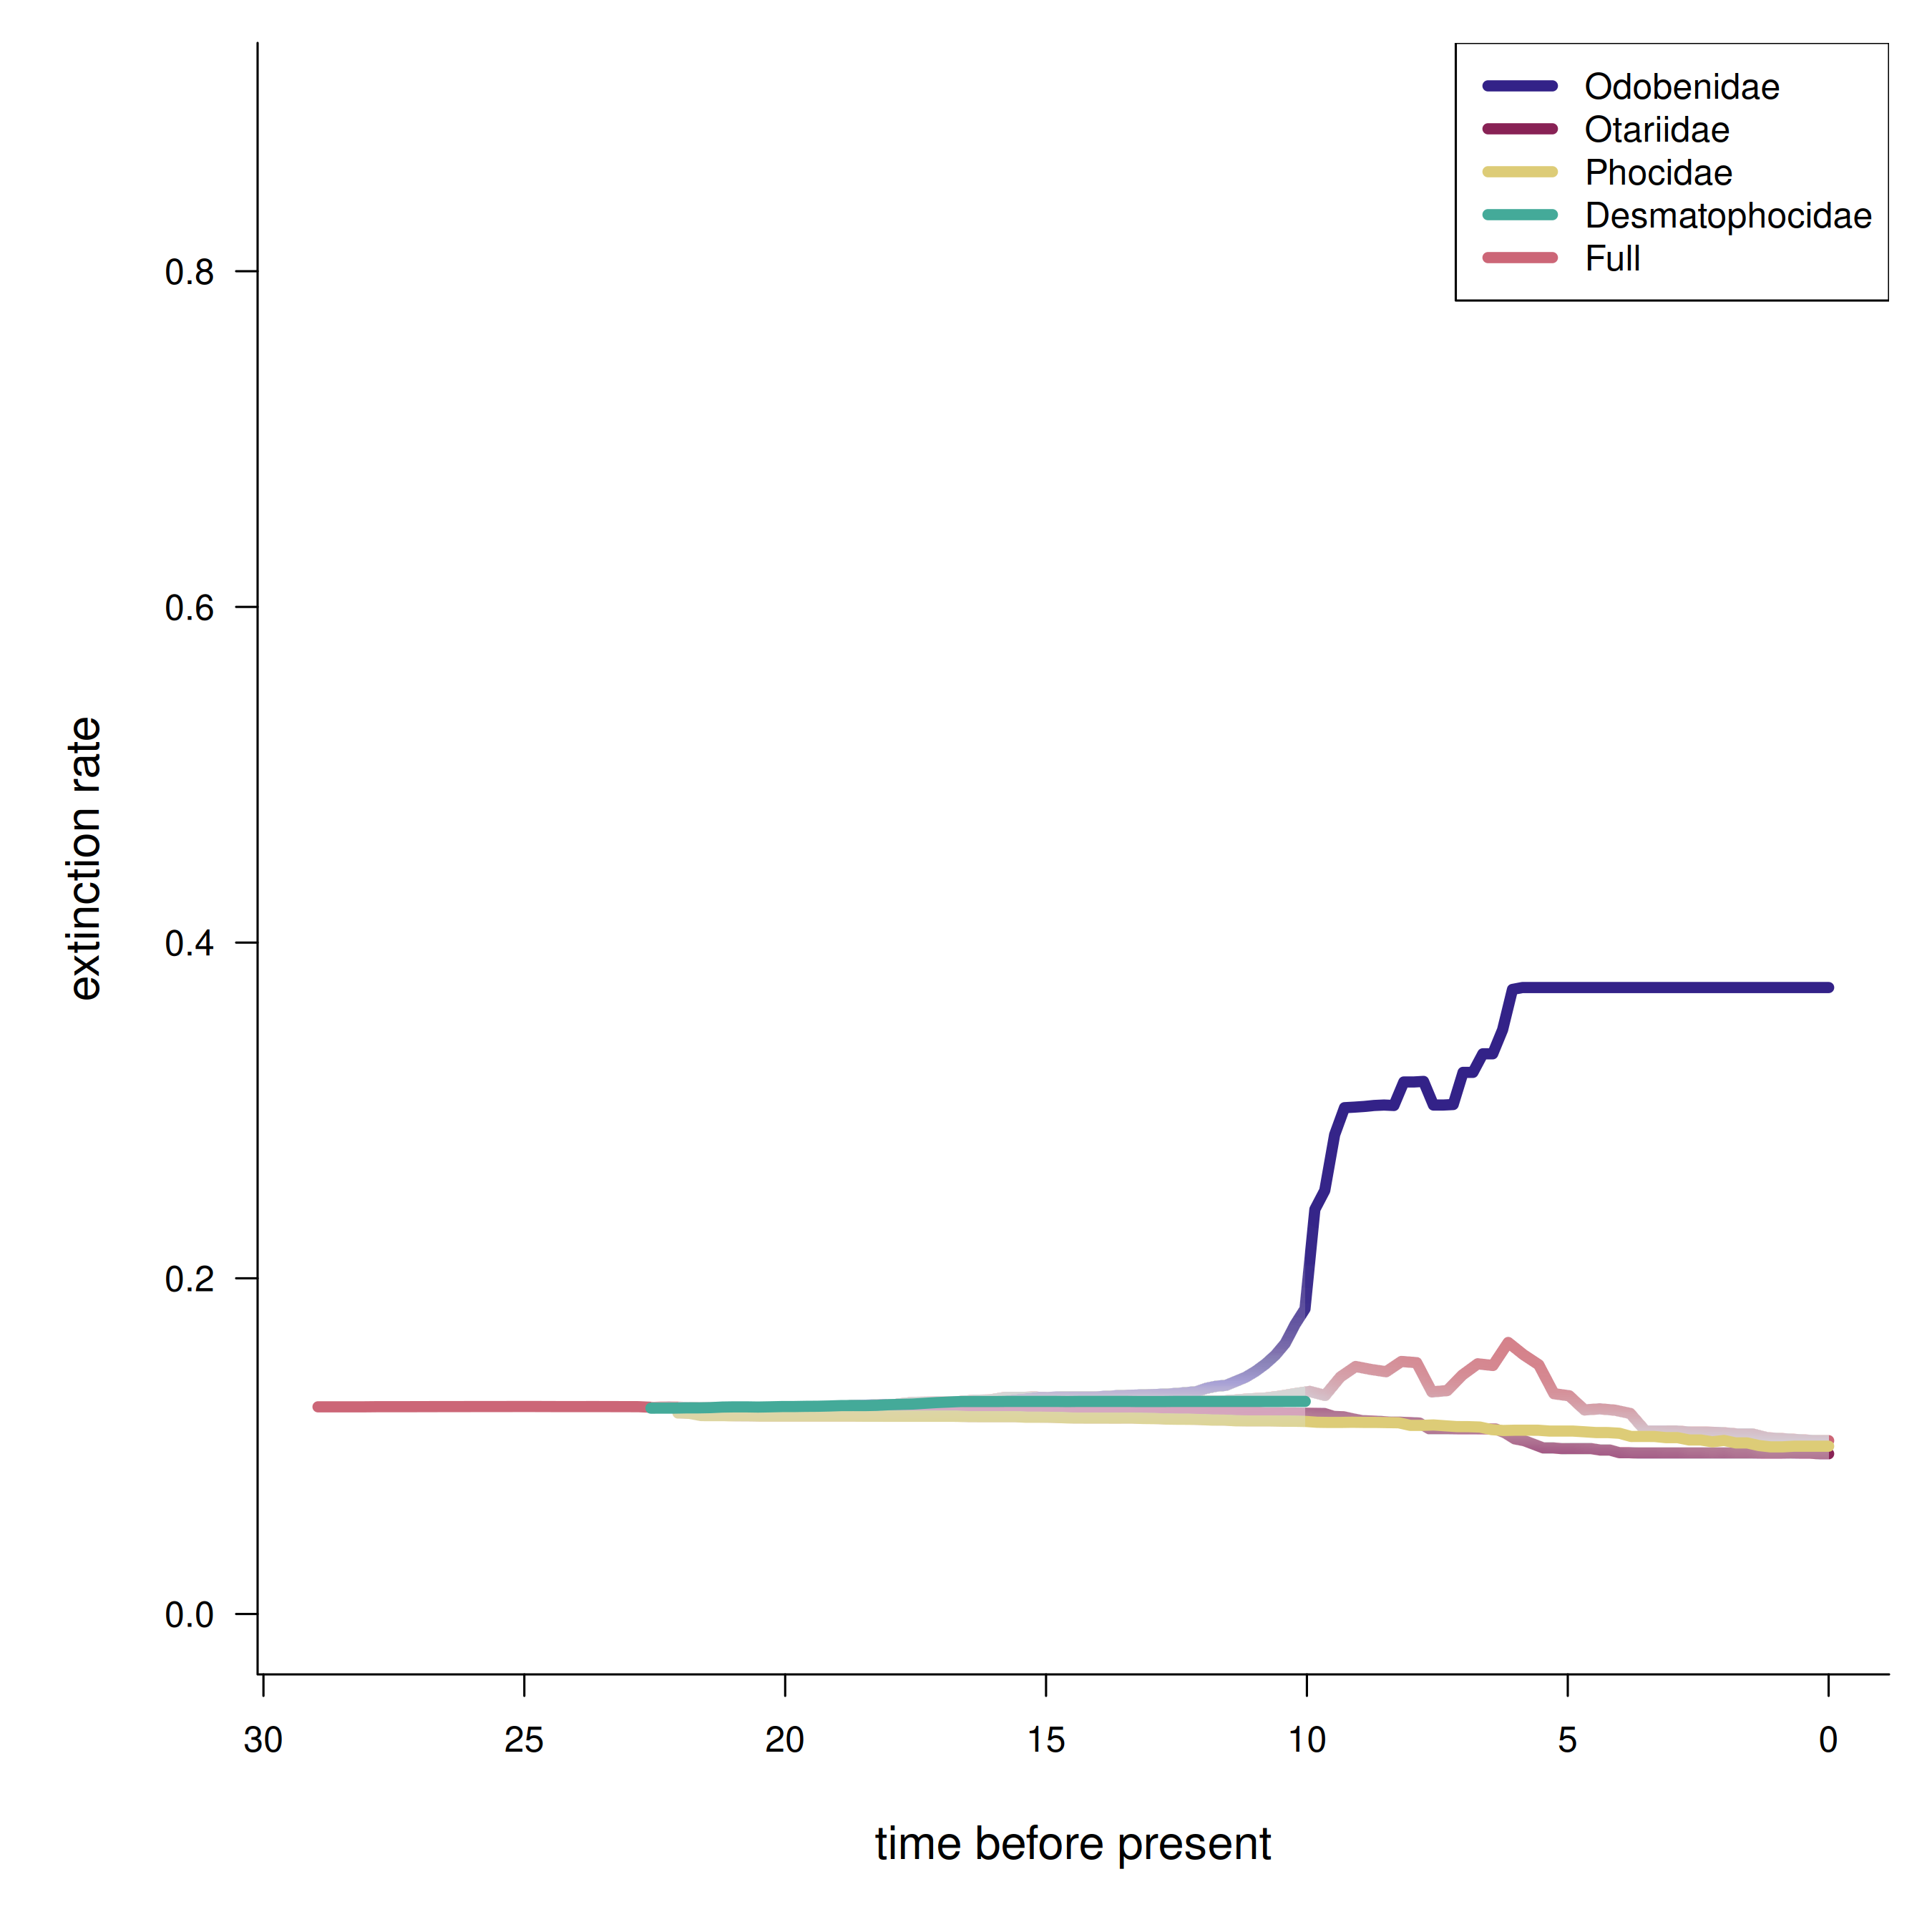 Odobenidae
Otariidae
Phocidae
Desmatophocidae
Full
0.8
0.6
0.4
0.2
0.0
extinction rate
30 25 20 15 10 5 0
time before present